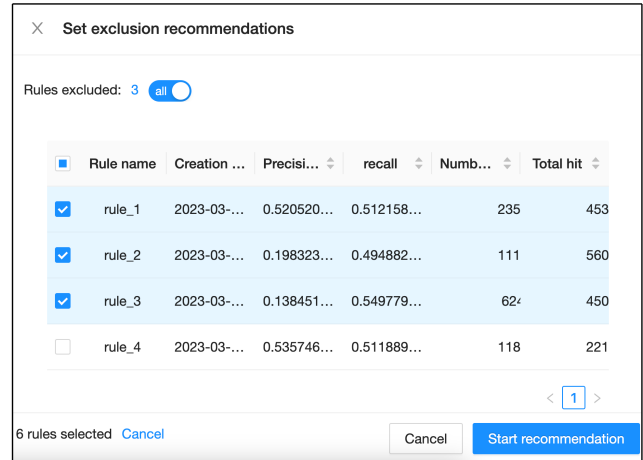 Set exclusion recommendations
Rules excluded: 3 all
Rule name Creation ... Precisi... recall Numb... Total hit
rule_1 2023-03-... 0.520520... 0.512158... 235 453
rule_2 2023-03-... 0.198323... 0.494882... 111 560
rule_3 2023-03-... 0.138451... 0.549779... 624 450
rule_4 2023-03-... 0.535746... 0.511889... 118 221
< 1 >
6 rules selected Cancel Cancel Start recommendation